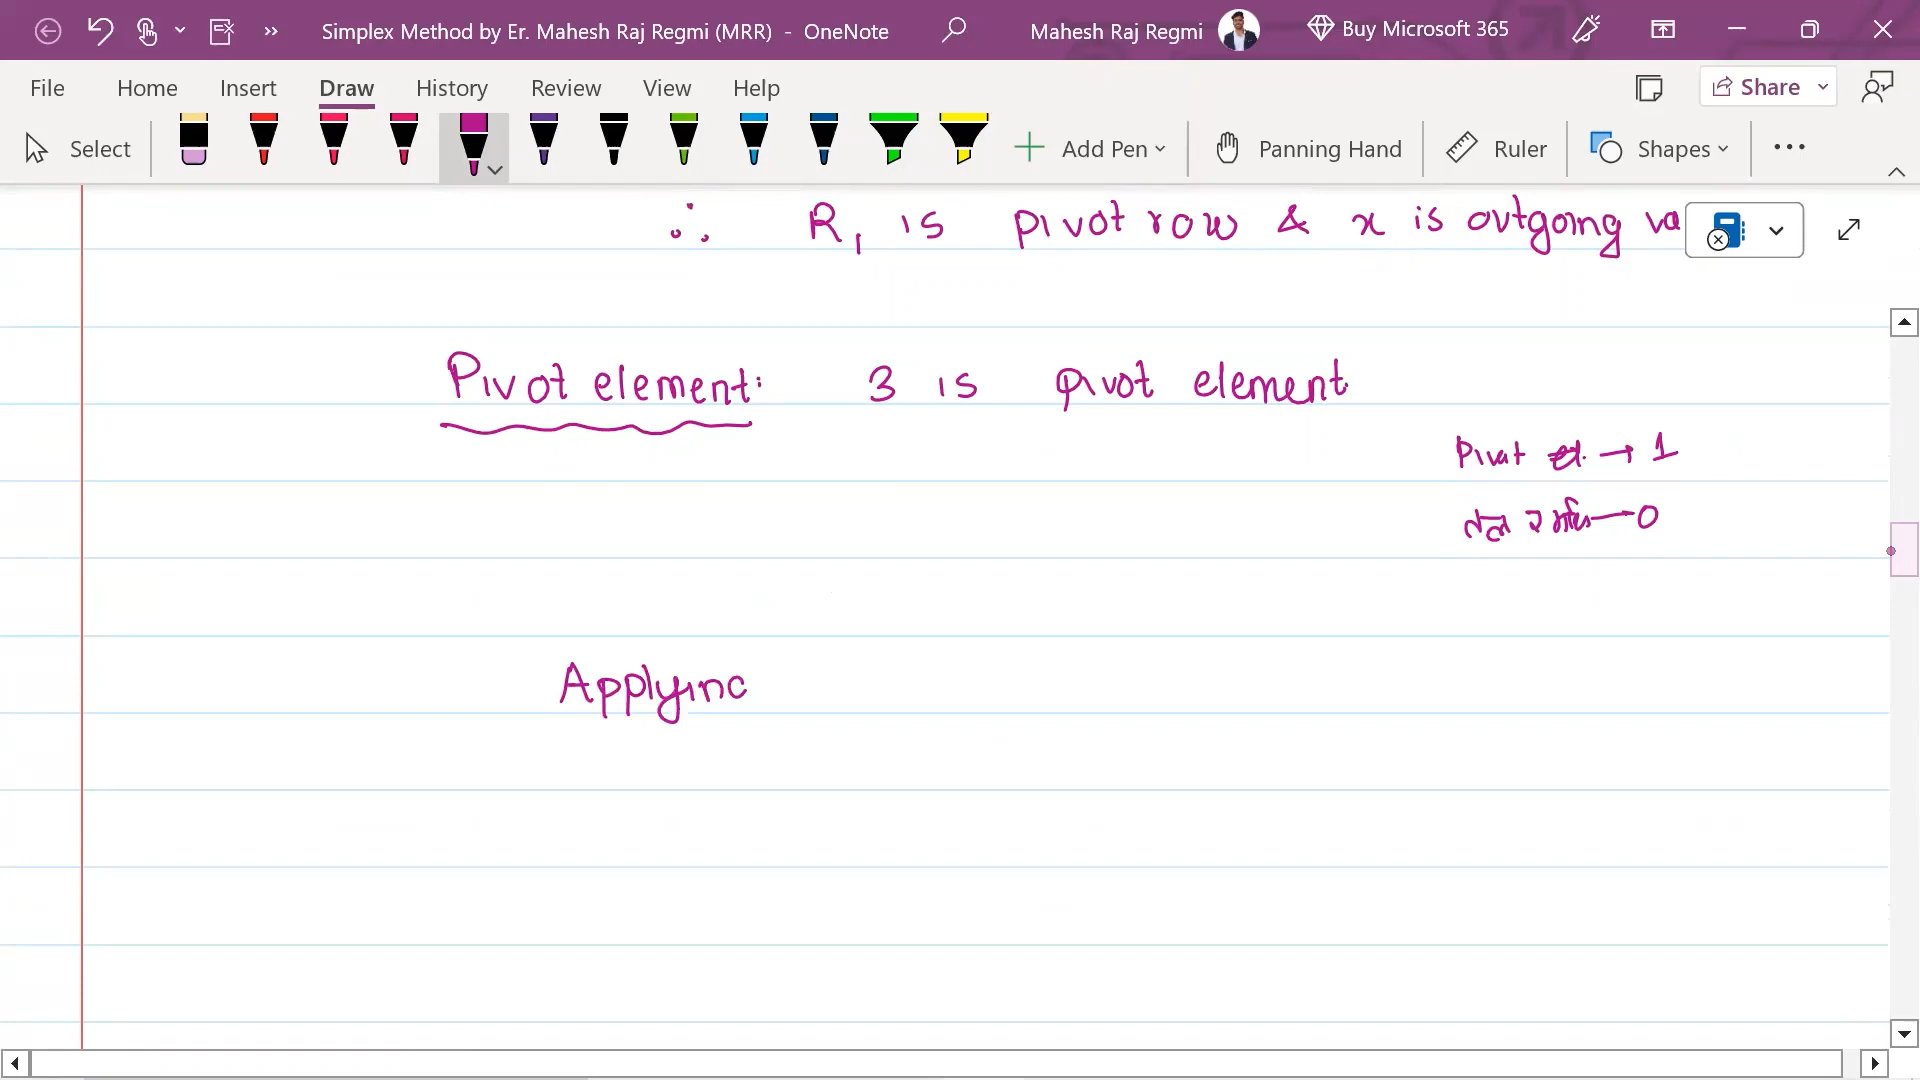 Simplex Method by Er. Mahesh Raj Regmi (MRR) - OneNote
Mahesh Raj Regmi
Buy Microsoft 365
File Home Insert Draw History Review View Help
Share
Select
Add Pen
Panning Hand
Ruler
Shapes
∴ R₁ is pivot row & x is outgoing va
Pivot element: 3 is pivot element
Pivot el. → 1
→ 0
Applyinc